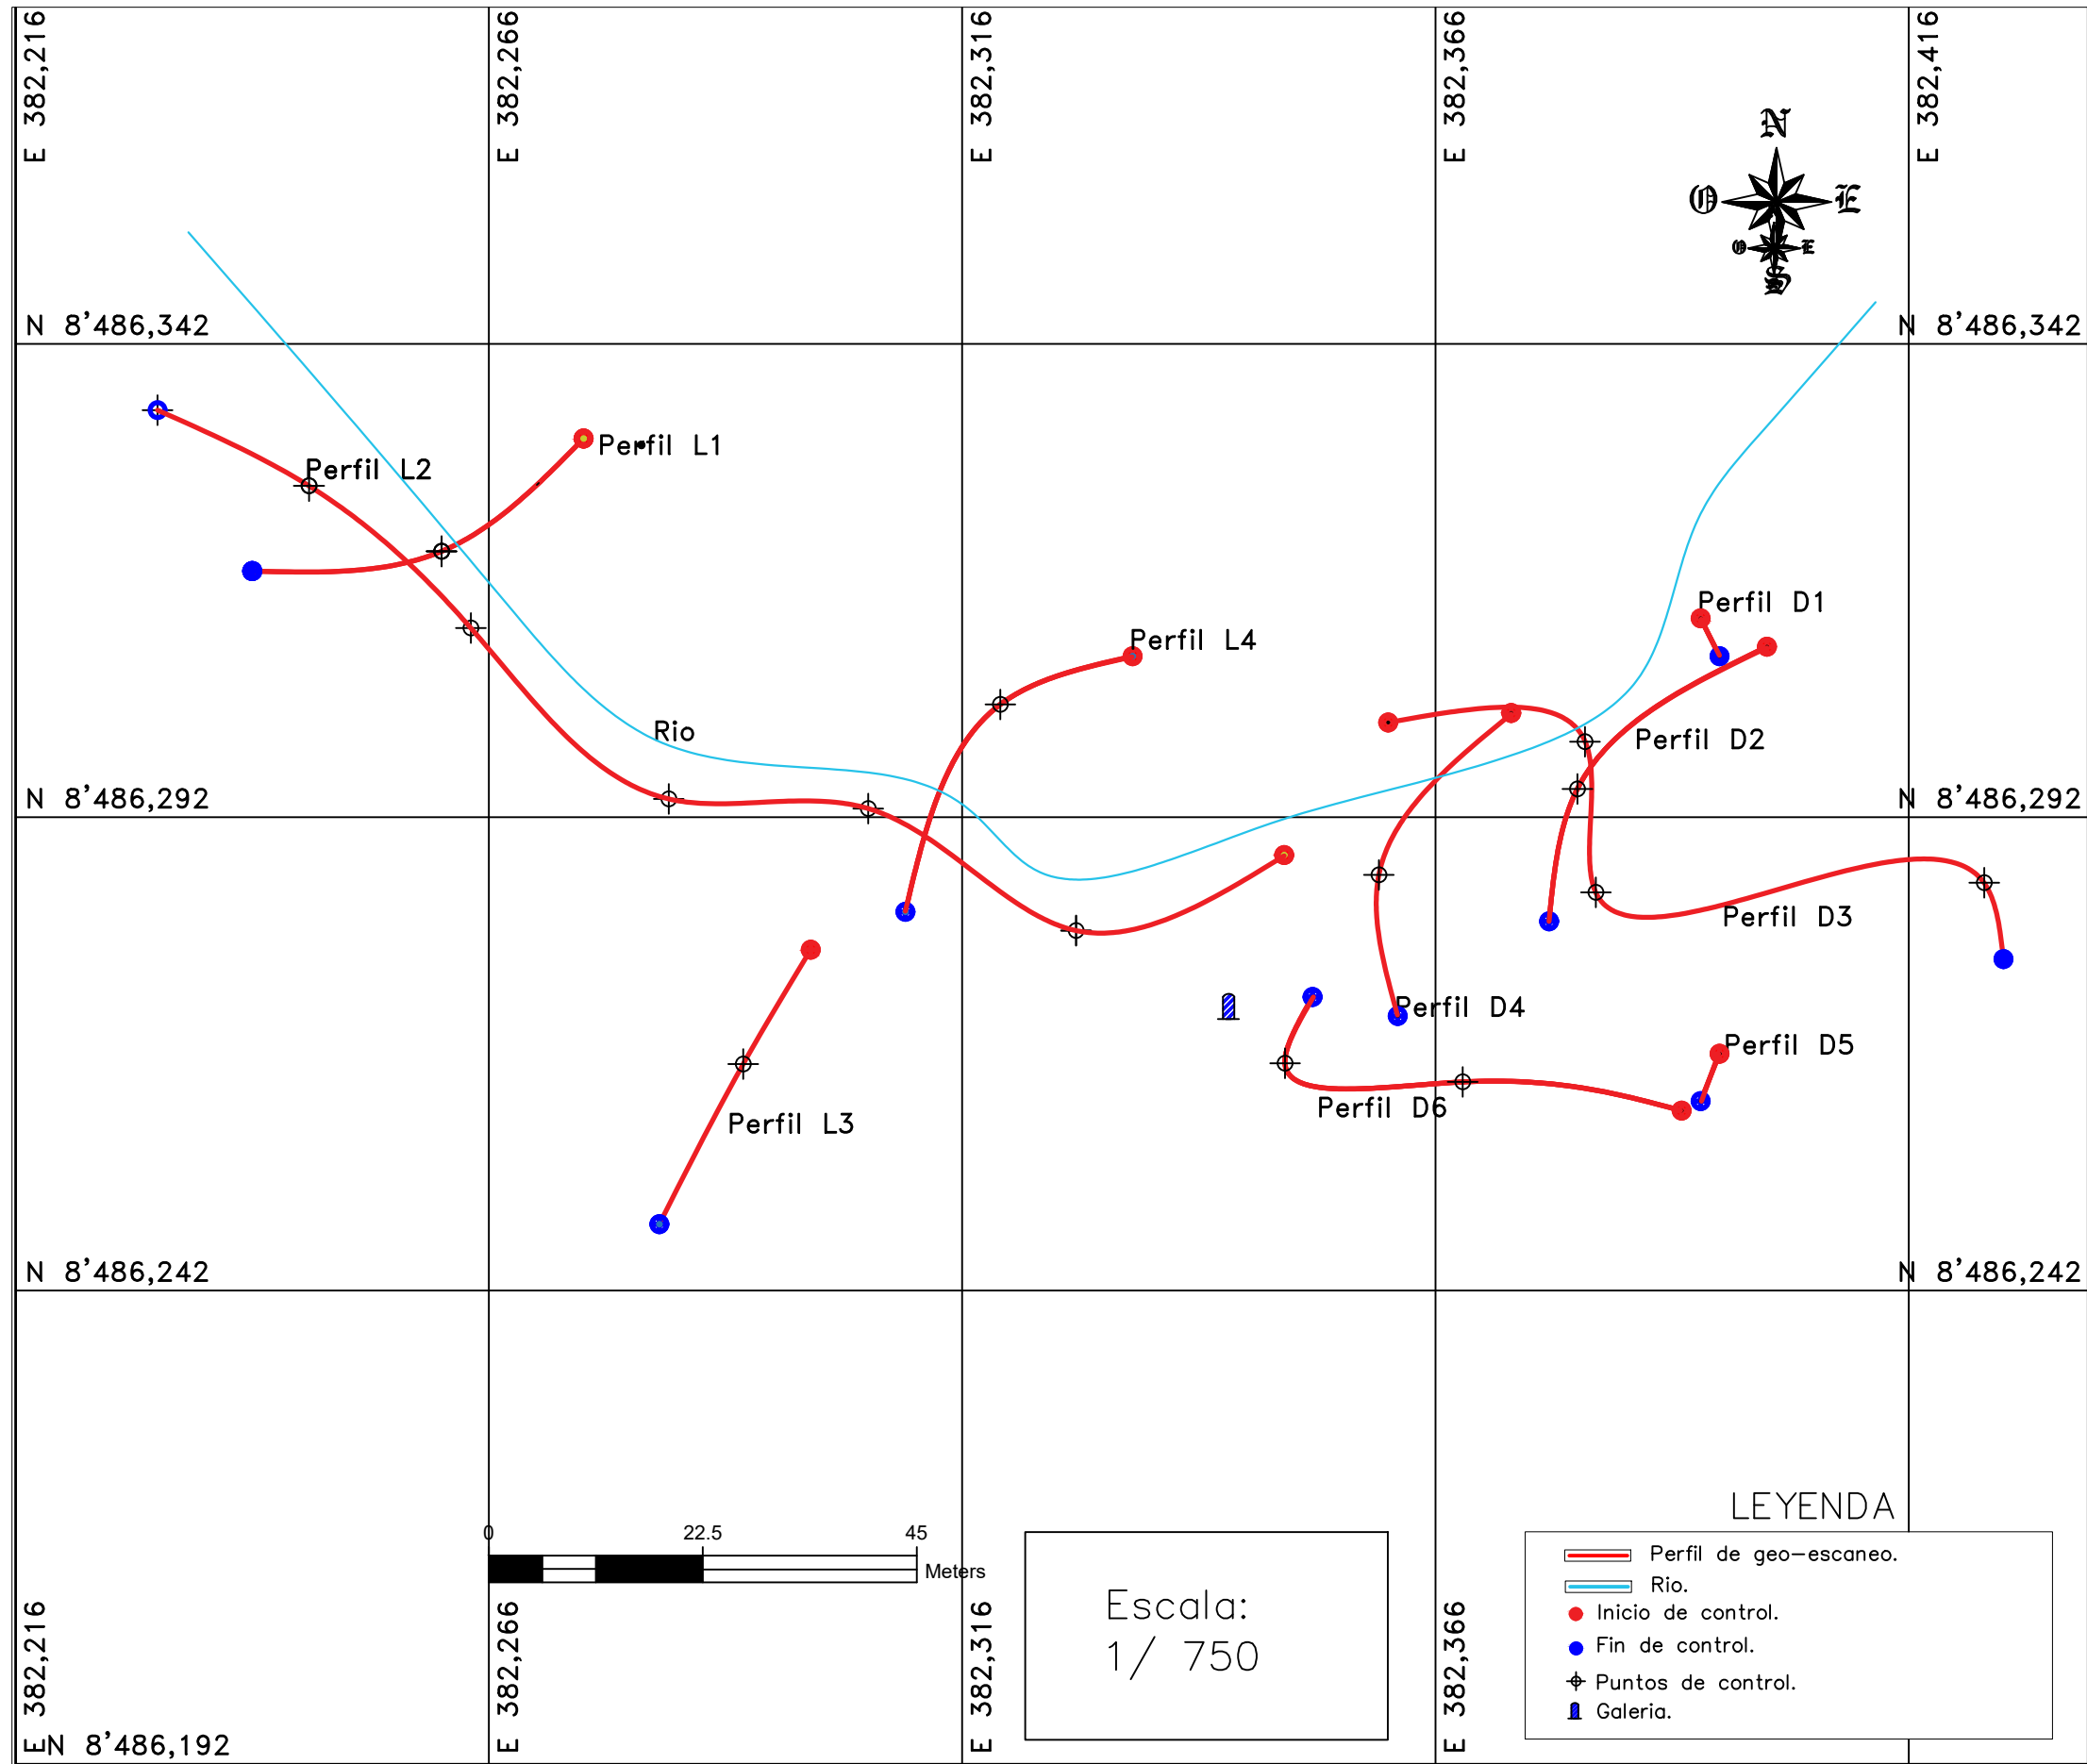 E 382,216
E 382,266
E 382,316
E 382,366
E 382,416
N
O
E
O
E
S
N 8'486,342
N 8'486,342
Perfil L1
Perfil L2
Perfil D1
Perfil L4
Rio
Perfil D2
N 8'486,292
N 8'486,292
Perfil D3
Perfil D4
Perfil D5
Perfil D6
Perfil L3
N 8'486,242
N 8'486,242
LEYENDA
0 22.5 45
Meters
Perfil de geo-escaneo.
Rio.
Inicio de control.
Fin de control.
Puntos de control.
Galeria.
Escala:
1/ 750
E 382,216
E 382,266
E 382,316
E 382,366
N 8'486,192